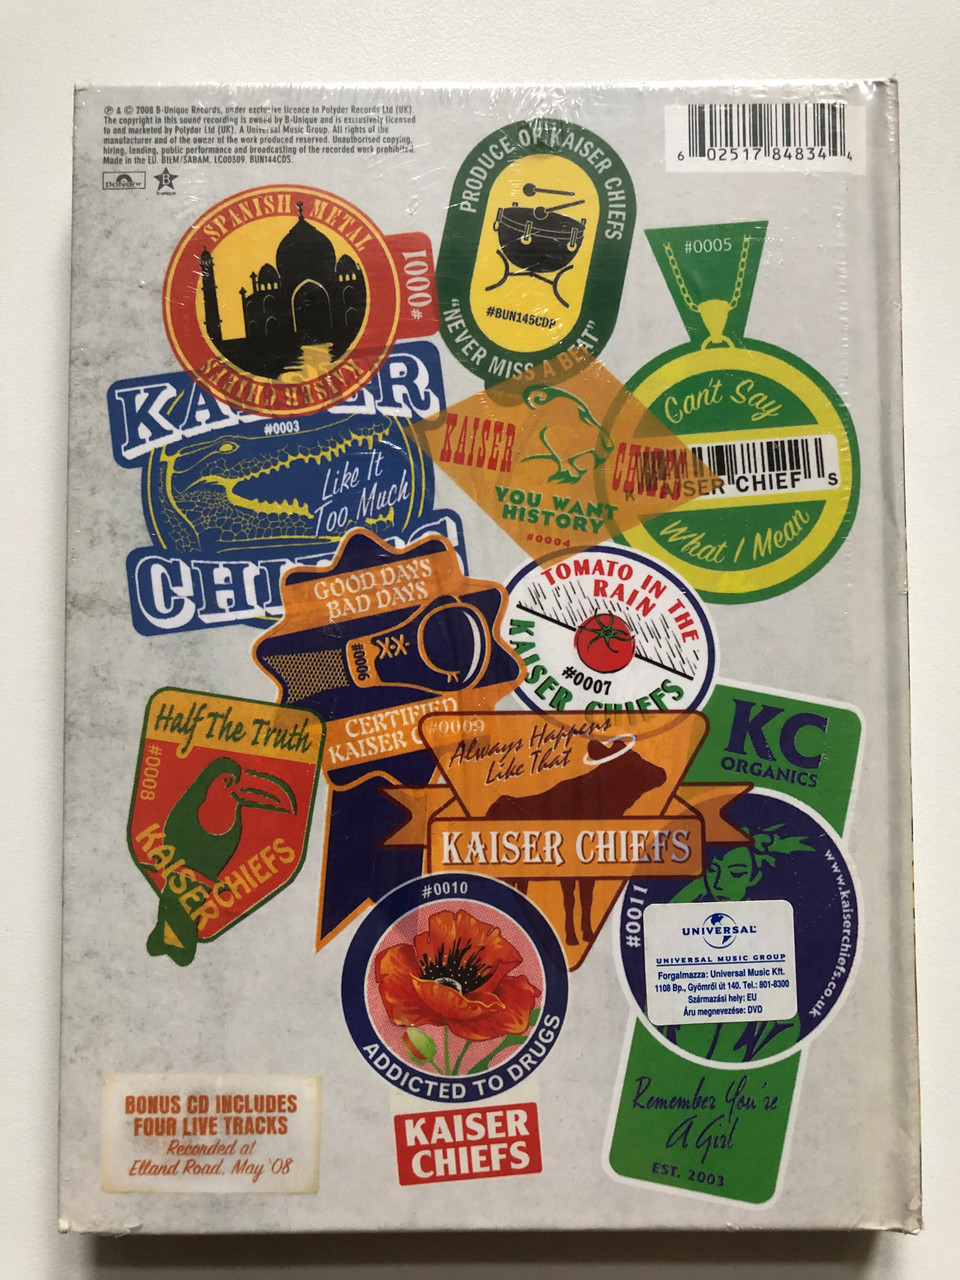 ℗ & © 2008 B-Unique Records, under exclusive licence to Polydor Records Ltd (UK).
The copyright in this sound recording is owned by B-Unique and is exclusively licensed
to and marketed by Polydor Ltd (UK). A Universal Music Group. All rights of the
manufacturer and of the owner of the work produced reserved. Unauthorised copying,
hiring, lending, public performance and broadcasting of the recorded work prohibited.
Made in the EU. BIEM/SABAM. LC00309. BUN144CDS.
Polydor
B
6 02517 84834 4
SPANISH METAL
KAISER CHIEFS
#0001
PRODUCE OF KAISER CHIEFS
#BUN145CDP
"NEVER MISS A BEAT"
#0005
Can't Say
KAISER CHIEFS
What I Mean
KAISER
#0003
Like It
Too Much
CHIEFS
KAISER CHIEFS
YOU WANT
HISTORY
#0004
GOOD DAYS
BAD DAYS
X-X-
#0006
CERTIFIED
KAISER C
TOMATO IN THE
RAIN
#0007
KAISER CHIEFS
Half The Truth
#0008
KAISER CHIEFS
#0009
Always Happens
Like That
KAISER CHIEFS
KC
ORGANICS
#0011
www.kaiserchiefs.co.uk
UNIVERSAL
UNIVERSAL MUSIC GROUP
Forgalmazza: Universal Music Kft.
1108 Bp., Gyömrői út 140. Tel.: 801-8300
Származási hely: EU
Áru megnevezése: DVD
Remember You're
A Girl
EST. 2003
#0010
ADDICTED TO DRUGS
KAISER
CHIEFS
BONUS CD INCLUDES
FOUR LIVE TRACKS
Recorded at
Elland Road, May '08